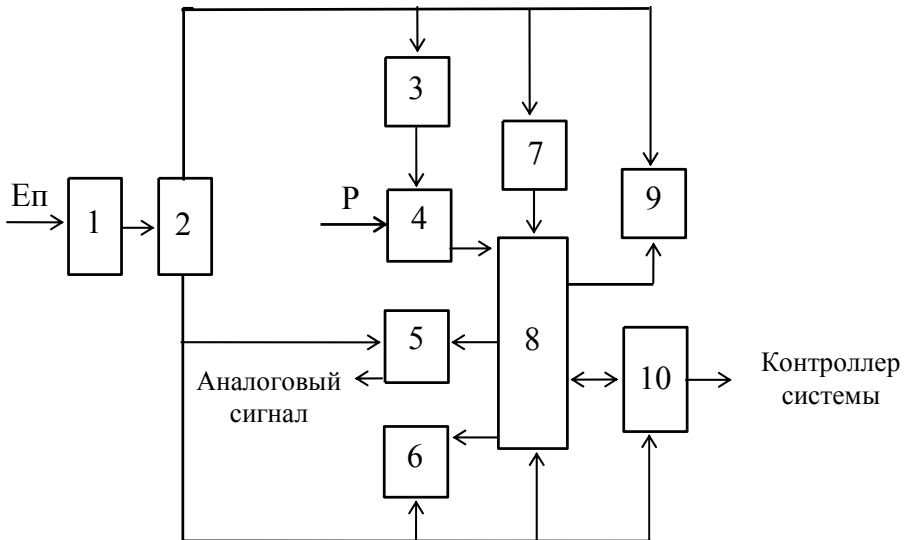 3
7
Еп
P
9
1
2
4
5
8
Аналоговый
сигнал
10
Контроллер
системы
6